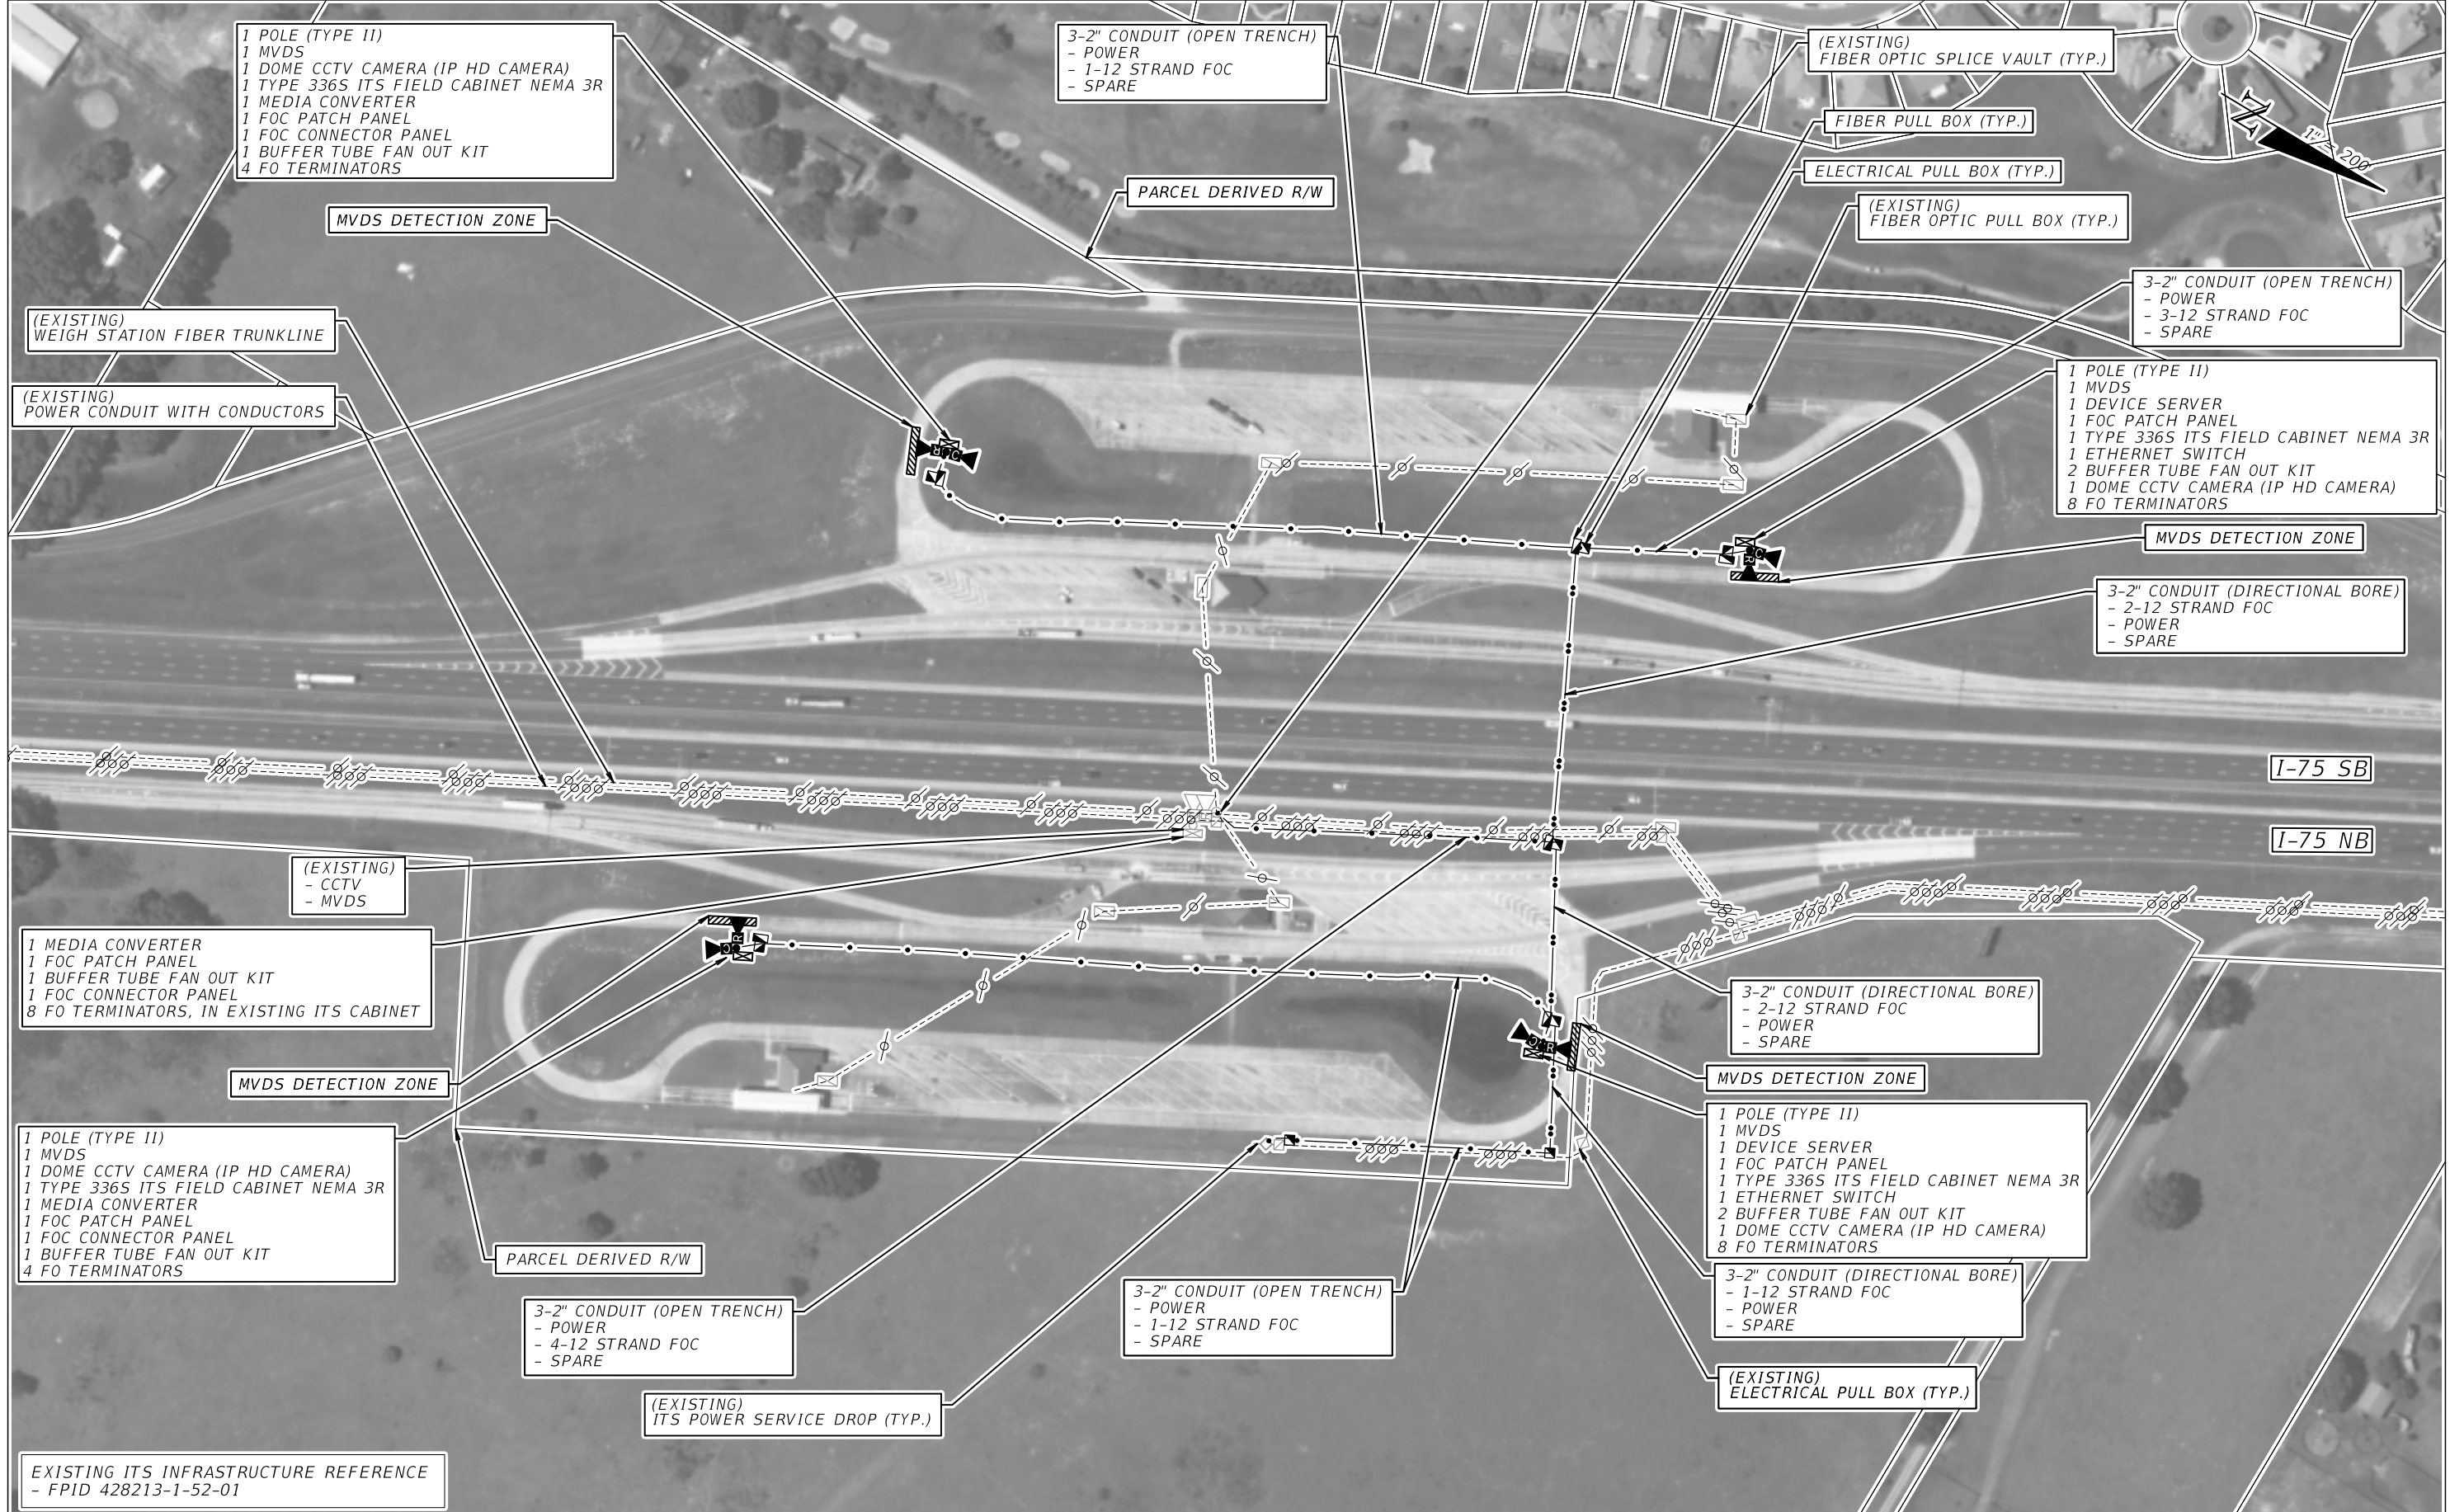 1 POLE (TYPE II)
1 MVDS
1 DOME CCTV CAMERA (IP HD CAMERA)
1 TYPE 336S ITS FIELD CABINET NEMA 3R
1 MEDIA CONVERTER
1 FOC PATCH PANEL
1 FOC CONNECTOR PANEL
1 BUFFER TUBE FAN OUT KIT
4 FO TERMINATORS
3-2" CONDUIT (OPEN TRENCH)
- POWER
- 1-12 STRAND FOC
- SPARE
(EXISTING)
FIBER OPTIC SPLICE VAULT (TYP.)
FIBER PULL BOX (TYP.)
ELECTRICAL PULL BOX (TYP.)
(EXISTING)
FIBER OPTIC PULL BOX (TYP.)
N
1" = 200'
PARCEL DERIVED R/W
MVDS DETECTION ZONE
(EXISTING)
WEIGH STATION FIBER TRUNKLINE
(EXISTING)
POWER CONDUIT WITH CONDUCTORS
3-2" CONDUIT (OPEN TRENCH)
- POWER
- 3-12 STRAND FOC
- SPARE
1 POLE (TYPE II)
1 MVDS
1 DEVICE SERVER
1 FOC PATCH PANEL
1 TYPE 336S ITS FIELD CABINET NEMA 3R
1 ETHERNET SWITCH
2 BUFFER TUBE FAN OUT KIT
1 DOME CCTV CAMERA (IP HD CAMERA)
8 FO TERMINATORS
MVDS DETECTION ZONE
3-2" CONDUIT (DIRECTIONAL BORE)
- 2-12 STRAND FOC
- POWER
- SPARE
R C
C
R
I-75 SB
I-75 NB
(EXISTING)
- CCTV
- MVDS
1 MEDIA CONVERTER
1 FOC PATCH PANEL
1 BUFFER TUBE FAN OUT KIT
1 FOC CONNECTOR PANEL
8 FO TERMINATORS, IN EXISTING ITS CABINET
R
C
C R
MVDS DETECTION ZONE
1 POLE (TYPE II)
1 MVDS
1 DOME CCTV CAMERA (IP HD CAMERA)
1 TYPE 336S ITS FIELD CABINET NEMA 3R
1 MEDIA CONVERTER
1 FOC PATCH PANEL
1 FOC CONNECTOR PANEL
1 BUFFER TUBE FAN OUT KIT
4 FO TERMINATORS
PARCEL DERIVED R/W
3-2" CONDUIT (OPEN TRENCH)
- POWER
- 4-12 STRAND FOC
- SPARE
(EXISTING)
ITS POWER SERVICE DROP (TYP.)
3-2" CONDUIT (OPEN TRENCH)
- POWER
- 1-12 STRAND FOC
- SPARE
3-2" CONDUIT (DIRECTIONAL BORE)
- 2-12 STRAND FOC
- POWER
- SPARE
MVDS DETECTION ZONE
1 POLE (TYPE II)
1 MVDS
1 DEVICE SERVER
1 FOC PATCH PANEL
1 TYPE 336S ITS FIELD CABINET NEMA 3R
1 ETHERNET SWITCH
2 BUFFER TUBE FAN OUT KIT
1 DOME CCTV CAMERA (IP HD CAMERA)
8 FO TERMINATORS
3-2" CONDUIT (DIRECTIONAL BORE)
- 1-12 STRAND FOC
- POWER
- SPARE
(EXISTING)
ELECTRICAL PULL BOX (TYP.)
EXISTING ITS INFRASTRUCTURE REFERENCE
- FPID 428213-1-52-01